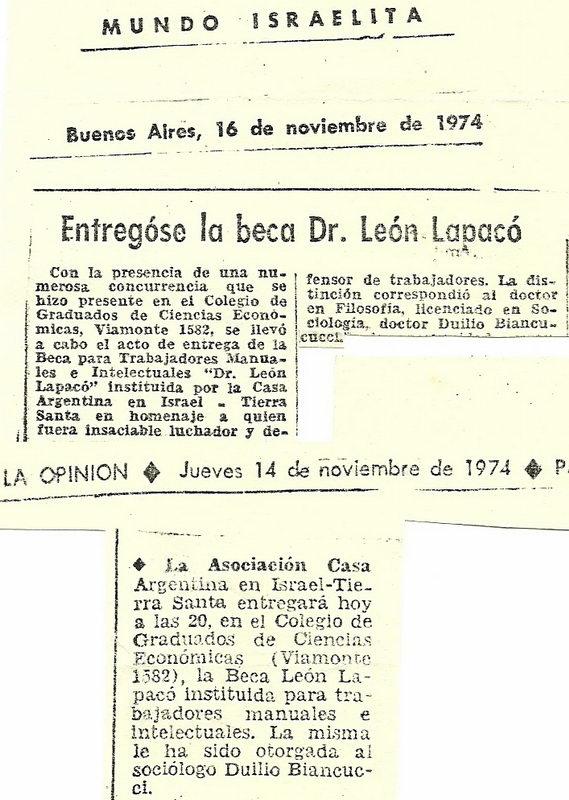 MUNDO ISRAELITA
Buenos Aires, 16 de noviembre de 1974
Entregóse la beca Dr. León Lapacó
Con la presencia de una nu-
merosa concurrencia que se
hizo presente en el Colegio de
Graduados de Ciencias Econó-
micas, Viamonte 1582, se llevó
a cabo el acto de entrega de la
Beca para Trabajadores Manua-
les e Intelectuales "Dr. León
Lapacó" instituida por la Casa
Argentina en Israel - Tierra
Santa en homenaje a quien
fuera insaciable luchador y de-
fensor de trabajadores. La dis-
tinción correspondió al doctor
en Filosofía, licenciado en So-
ciología, doctor Duilio Biancu-
cucci.
LA OPINION ◆ Jueves 14 de noviembre de 1974 ◆ P
◆ La Asociación Casa
Argentina en Israel-Tie-
rra Santa entregará hoy
a las 20, en el Colegio de
Graduados de Ciencias
Económicas (Viamonte
1582), la Beca León La-
pacó instituida para tra-
bajadores manuales e
intelectuales. La misma
le ha sido otorgada al
sociólogo Duilio Biancuc-
ci.